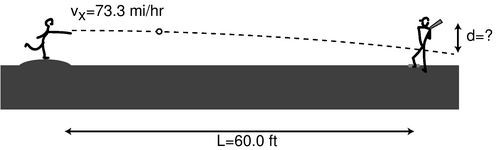 vx=73.3 mi/hr
d=?
L=60.0 ft